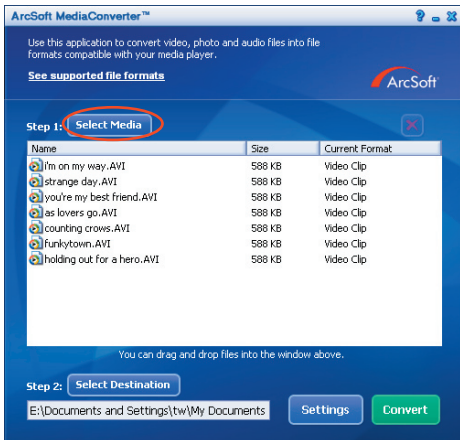 ArcSoft MediaConverter™
Use this application to convert video, photo and audio files into file
formats compatible with your media player.
See supported file formats
ArcSoft®
Step 1: Select Media
Name Size Current Format
i'm on my way.AVI 588 KB Video Clip
strange day.AVI 588 KB Video Clip
you're my best friend.AVI 588 KB Video Clip
as lovers go.AVI 588 KB Video Clip
counting crows.AVI 588 KB Video Clip
funkytown.AVI 588 KB Video Clip
holding out for a hero.AVI 588 KB Video Clip
You can drag and drop files into the window above.
Step 2: Select Destination
E:\Documents and Settings\tw\My Documents Settings Convert